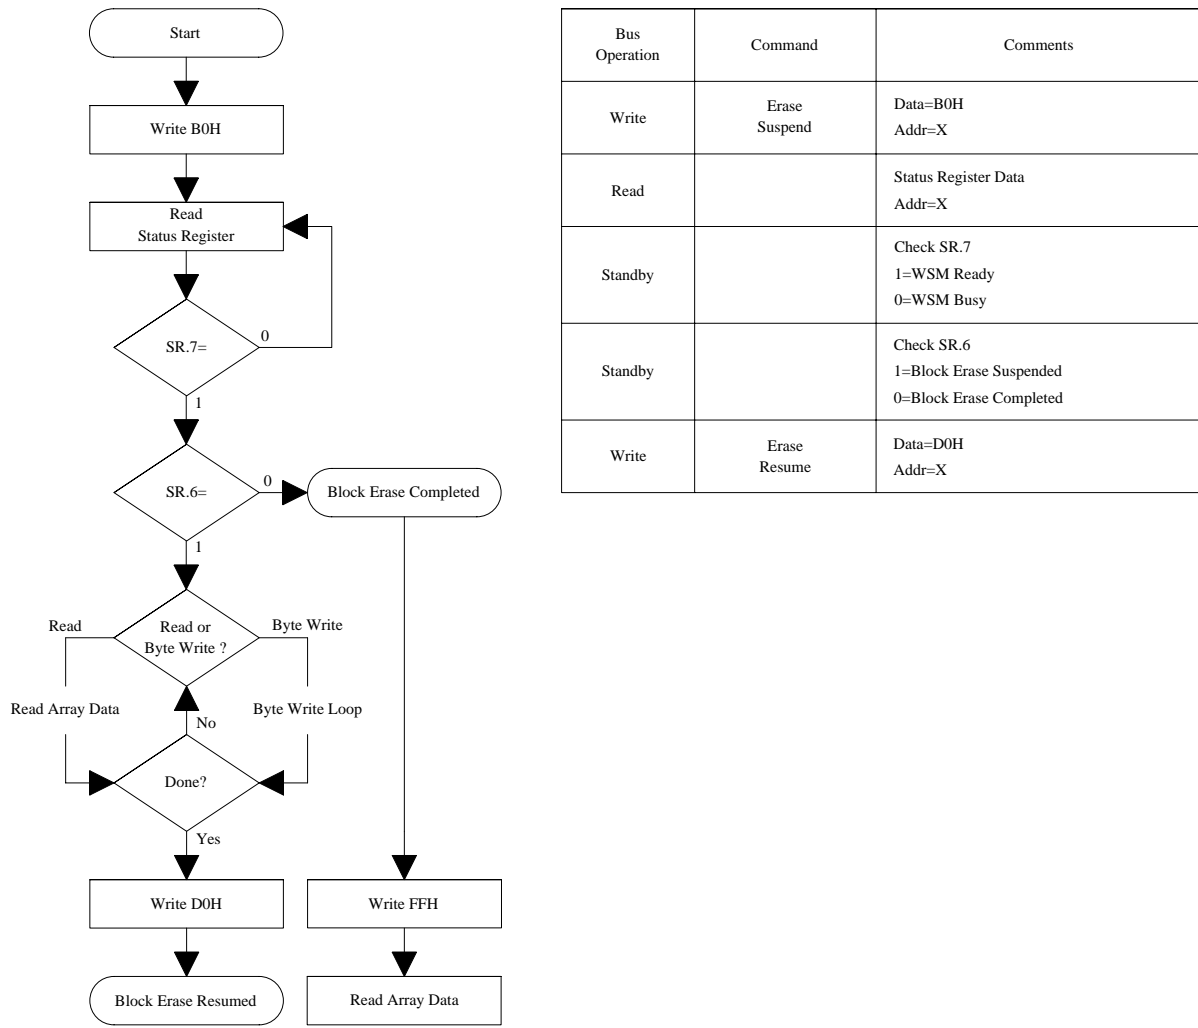 Start
Write B0H
Read
Status Register
SR.7=
0
1
SR.6=
0
Block Erase Completed
1
Read
Read or
Byte Write ?
Byte Write
Read Array Data
No
Byte Write Loop
Done?
Yes
Write D0H
Write FFH
Block Erase Resumed
Read Array Data
Bus
Operation
Command
Comments
Write
Erase
Suspend
Data=B0H
Addr=X
Read
Status Register Data
Addr=X
Standby
Check SR.7
1=WSM Ready
0=WSM Busy
Standby
Check SR.6
1=Block Erase Suspended
0=Block Erase Completed
Write
Erase
Resume
Data=D0H
Addr=X